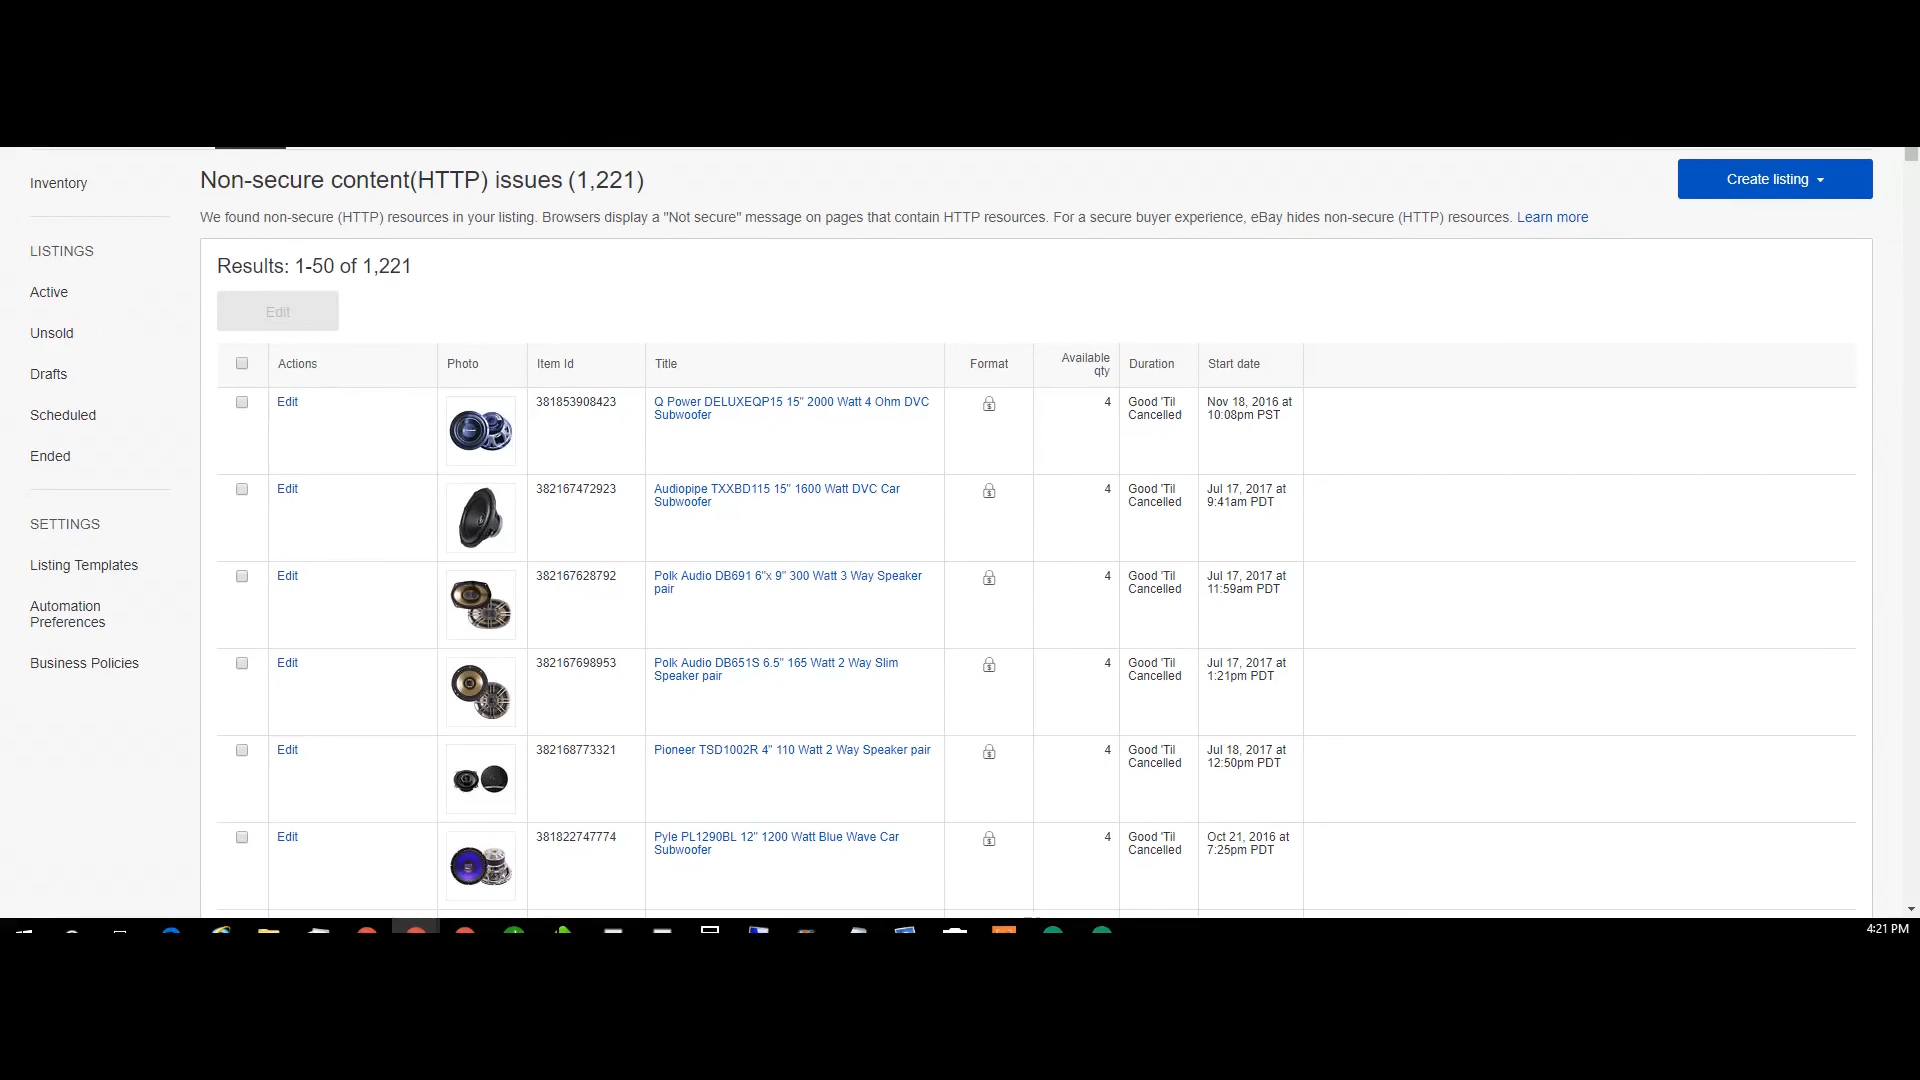 Inventory
LISTINGS
Active
Unsold
Drafts
Scheduled
Ended
SETTINGS
Listing Templates
Automation
Preferences
Business Policies
Non-secure content(HTTP) issues (1,221)
Create listing
We found non-secure (HTTP) resources in your listing. Browsers display a "Not secure" message on pages that contain HTTP resources. For a secure buyer experience, eBay hides non-secure (HTTP) resources. Learn more
Results: 1-50 of 1,221
Edit
Actions Photo Item Id Title Format Available qty Duration Start date
Edit 381853908423 Q Power DELUXEQP15 15" 2000 Watt 4 Ohm DVC 4 Good 'Til Nov 18, 2016 at
Subwoofer Cancelled 10:08pm PST
Edit 382167472923 Audiopipe TXXBD115 15" 1600 Watt DVC Car 4 Good 'Til Jul 17, 2017 at
Subwoofer Cancelled 9:41am PDT
Edit 382167628792 Polk Audio DB691 6"x 9" 300 Watt 3 Way Speaker 4 Good 'Til Jul 17, 2017 at
pair Cancelled 11:59am PDT
Edit 382167698953 Polk Audio DB651S 6.5" 165 Watt 2 Way Slim 4 Good 'Til Jul 17, 2017 at
Speaker pair Cancelled 1:21pm PDT
Edit 382168773321 Pioneer TSD1002R 4" 110 Watt 2 Way Speaker pair 4 Good 'Til Jul 18, 2017 at
Cancelled 12:50pm PDT
Edit 381822747774 Pyle PL1290BL 12" 1200 Watt Blue Wave Car 4 Good 'Til Oct 21, 2016 at
Subwoofer Cancelled 7:25pm PDT
4:21 PM